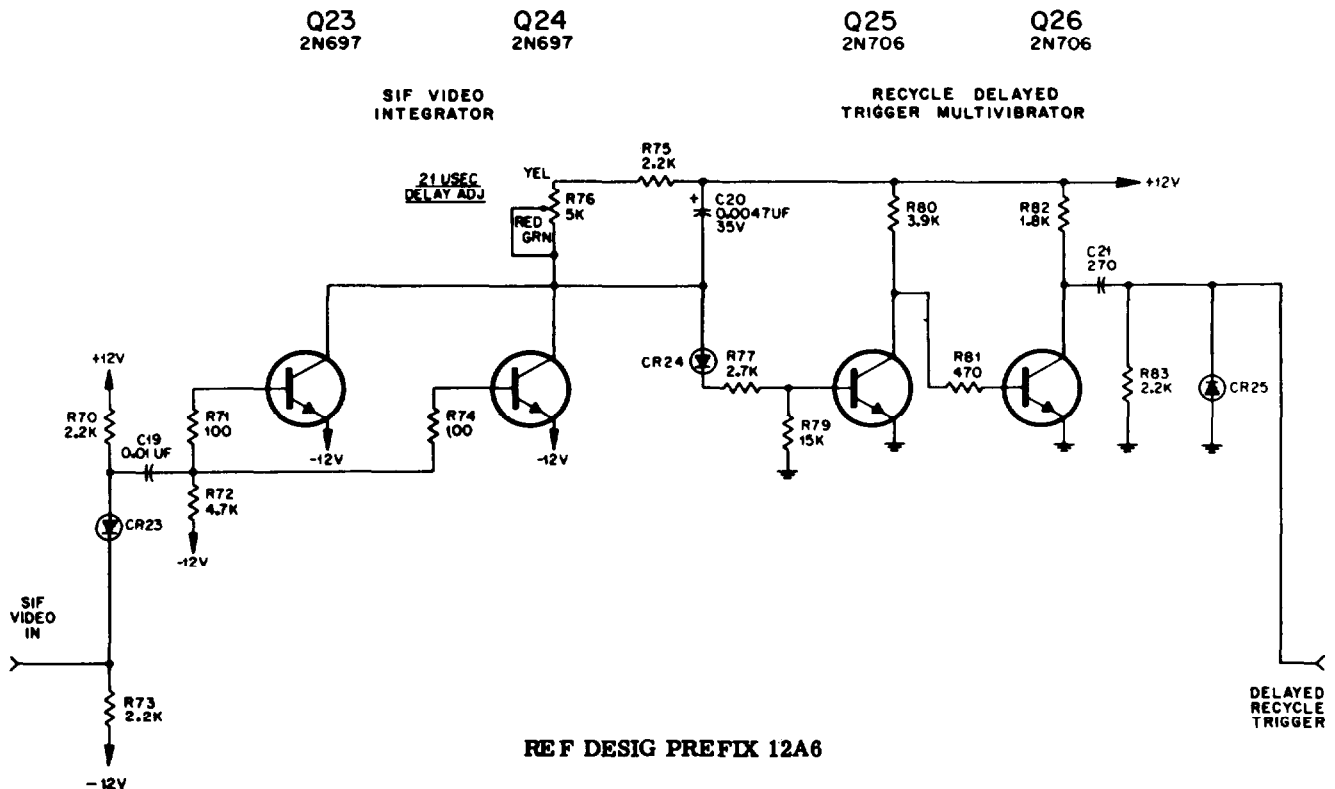 Q23
2N697
Q24
2N697
Q25
2N706
Q26
2N706
SIF VIDEO
INTEGRATOR
RECYCLE DELAYED
TRIGGER MULTIVIBRATOR
21 USEC
DELAY ADJ
YEL
R76
5K
RED
GRN
R75
2.2K
+
C20
0.0047UF
35V
R80
3.9K
R82
1.8K
+12V
C21
270
+12V
R70
2.2K
C19
0.01UF
R71
100
R72
4.7K
-12V
CR23
-12V
R74
100
-12V
CR24
R77
2.7K
R79
15K
R81
470
R83
2.2K
CR25
SIF
VIDEO
IN
R73
2.2K
-12V
DELAYED
RECYCLE
TRIGGER
REF DESIG PREFIX 12A6